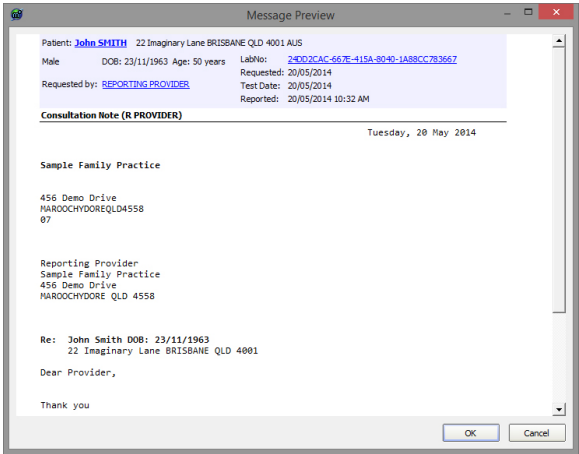 Message Preview
Patient: John SMITH 22 Imaginary Lane BRISBANE QLD 4001 AUS
Male DOB: 23/11/1963 Age: 50 years LabNo: 24DD2CAC-667E-415A-8040-1A88CC783667
Requested: 20/05/2014
Requested by: REPORTING PROVIDER Test Date: 20/05/2014
Reported: 20/05/2014 10:32 AM
Consultation Note (R PROVIDER)
Tuesday, 20 May 2014
Sample Family Practice
456 Demo Drive
MAROOCHYDOREQLD4558
07
Reporting Provider
Sample Family Practice
456 Demo Drive
MAROOCHYDORE QLD 4558
Re: John Smith DOB: 23/11/1963
22 Imaginary Lane BRISBANE QLD 4001
Dear Provider,
Thank you
OK Cancel